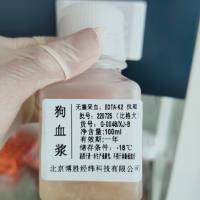 狗血浆
无菌采血: EDTA-K2 抗凝
批号: 220725 (比格犬)
货号: G-0048/XJ-B
净含量: 100ml
有效期: 一年
储存条件: -18℃
北京博胜经纬科技有限公司